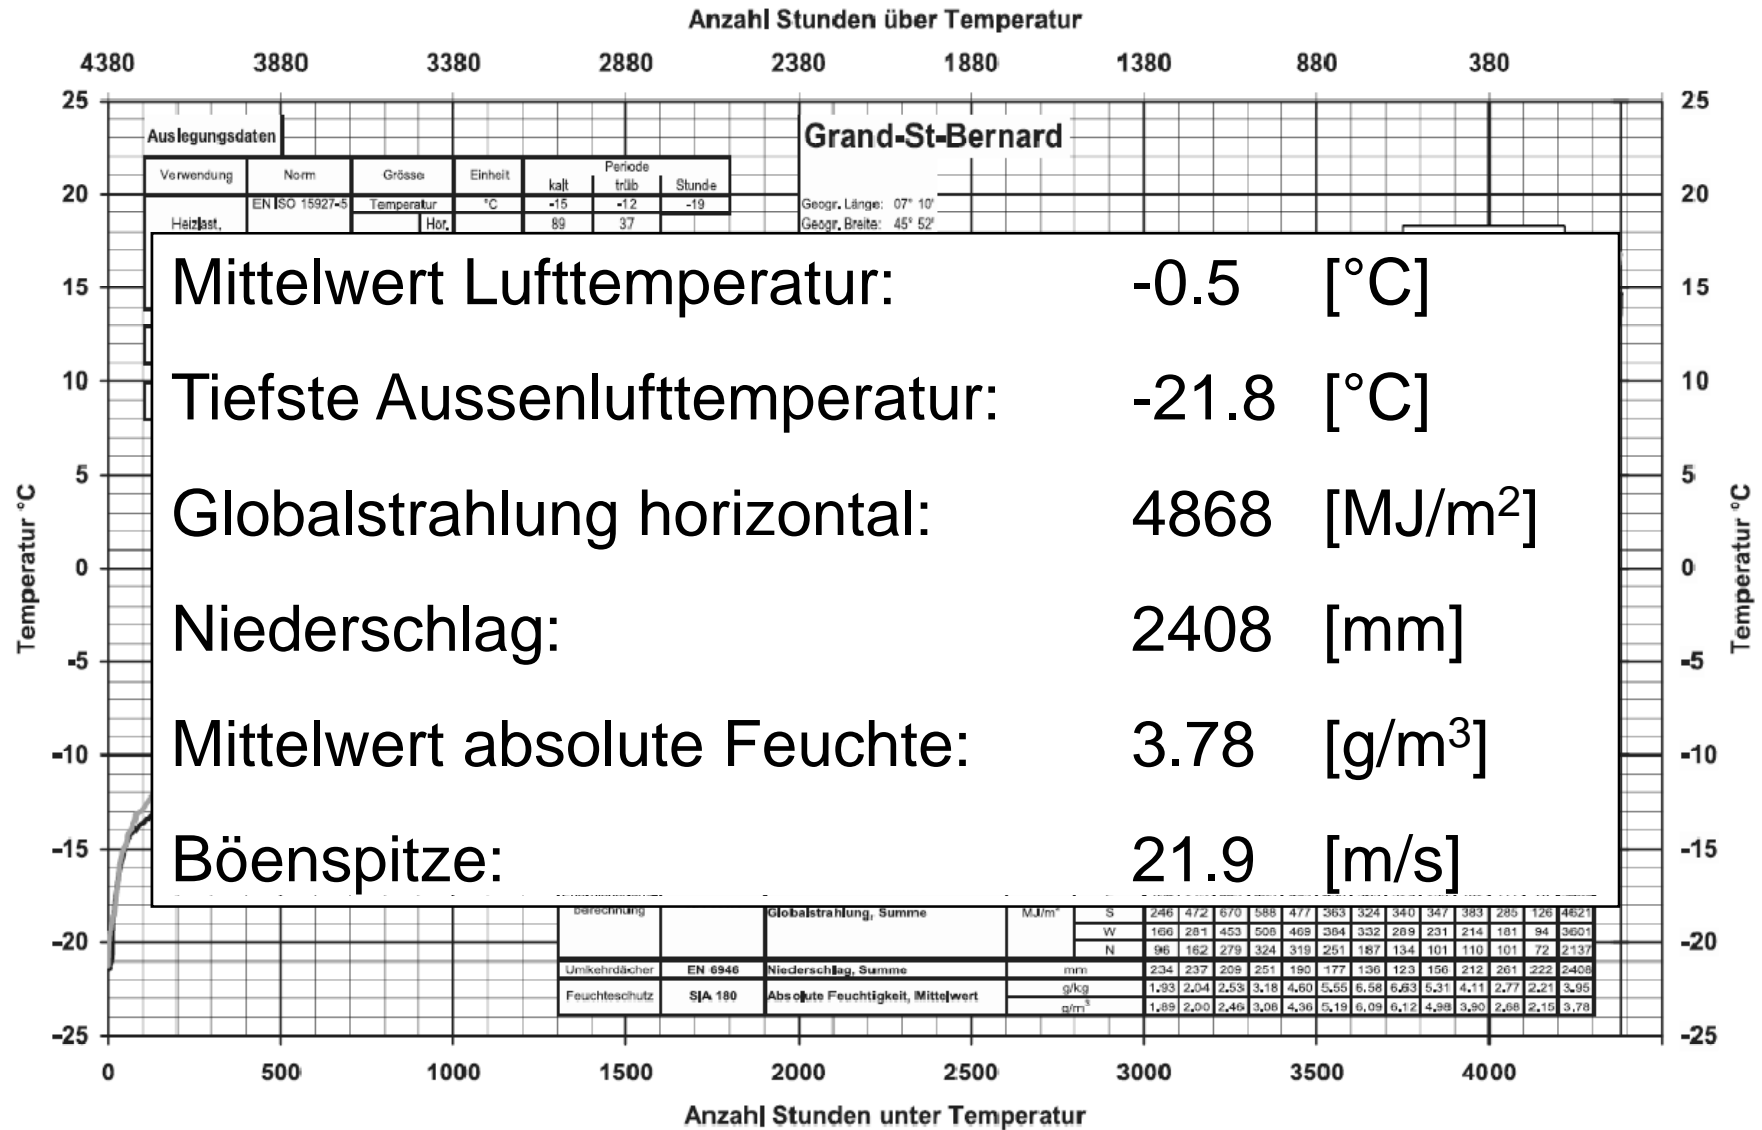 Anzahl Stunden über Temperatur
4380 3880 3380 2880 2380 1880 1380 880 380
25 25
Auslegungsdaten
Grand-St-Bernard
Verwendung Norm Grösse Einheit Periode
kalt trüb Stunde
20 20
EN ISO 15927-5 Temperatur °C -15 -12 -19
Geogr. Länge: 07° 10'
Heizlast, Hor. 89 37
Geogr. Breite: 45° 52'
Mittelwert Lufttemperatur: -0.5 [°C]
15 15
Tiefste Aussenlufttemperatur: -21.8 [°C]
10 10
5 5
Globalstrahlung horizontal: 4868 [MJ/m²]
Temperatur °C
Temperatur °C
0 0
Niederschlag: 2408 [mm]
-5 -5
Mittelwert absolute Feuchte: 3.78 [g/m³]
-10 -10
Böenspitze: 21.9 [m/s]
-15 -15
berechnung Globalstrahlung, Summe MJ/m² S 246 472 670 588 477 363 324 340 347 383 285 126 4621
W 166 281 453 508 469 384 332 289 231 214 181 94 3601
-20 -20
N 96 162 279 324 319 251 187 134 101 110 101 72 2137
Umkehrdächer EN 6946 Niederschlag, Summe mm 234 237 209 251 190 177 136 123 156 212 261 222 2408
Feuchteschutz SIA 180 Absolute Feuchtigkeit, Mittelwert g/kg 1.93 2.04 2.53 3.18 4.60 5.55 6.58 6.63 5.31 4.11 2.77 2.21 3.95
g/m³ 1.89 2.00 2.46 3.06 4.36 5.19 6.09 6.12 4.98 3.90 2.68 2.15 3.78
-25 -25
0 500 1000 1500 2000 2500 3000 3500 4000
Anzahl Stunden unter Temperatur